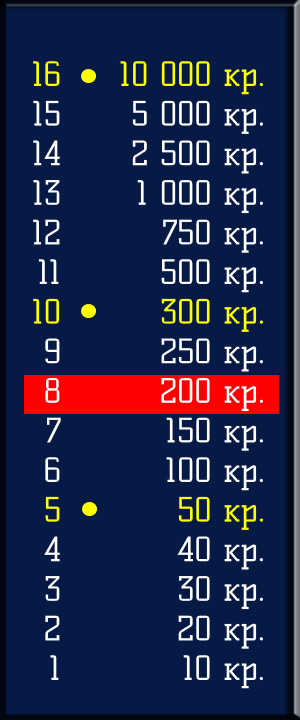 16 • 10 000 кр.
15 5 000 кр.
14 2 500 кр.
13 1 000 кр.
12 750 кр.
11 500 кр.
10 • 300 кр.
9 250 кр.
8 200 кр.
7 150 кр.
6 100 кр.
5 • 50 кр.
4 40 кр.
3 30 кр.
2 20 кр.
1 10 кр.